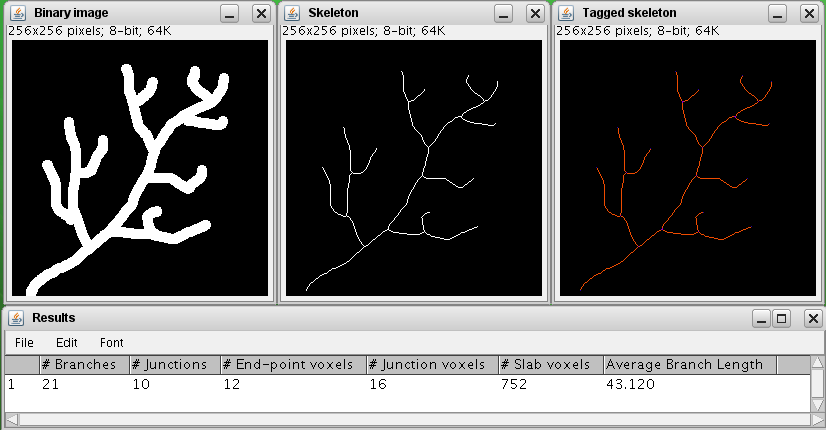 Binary image
256x256 pixels; 8-bit; 64K
Skeleton
256x256 pixels; 8-bit; 64K
Tagged skeleton
256x256 pixels; 8-bit; 64K
Results
File Edit Font
# Branches # Junctions # End-point voxels # Junction voxels # Slab voxels Average Branch Length
1 21 10 12 16 752 43.120